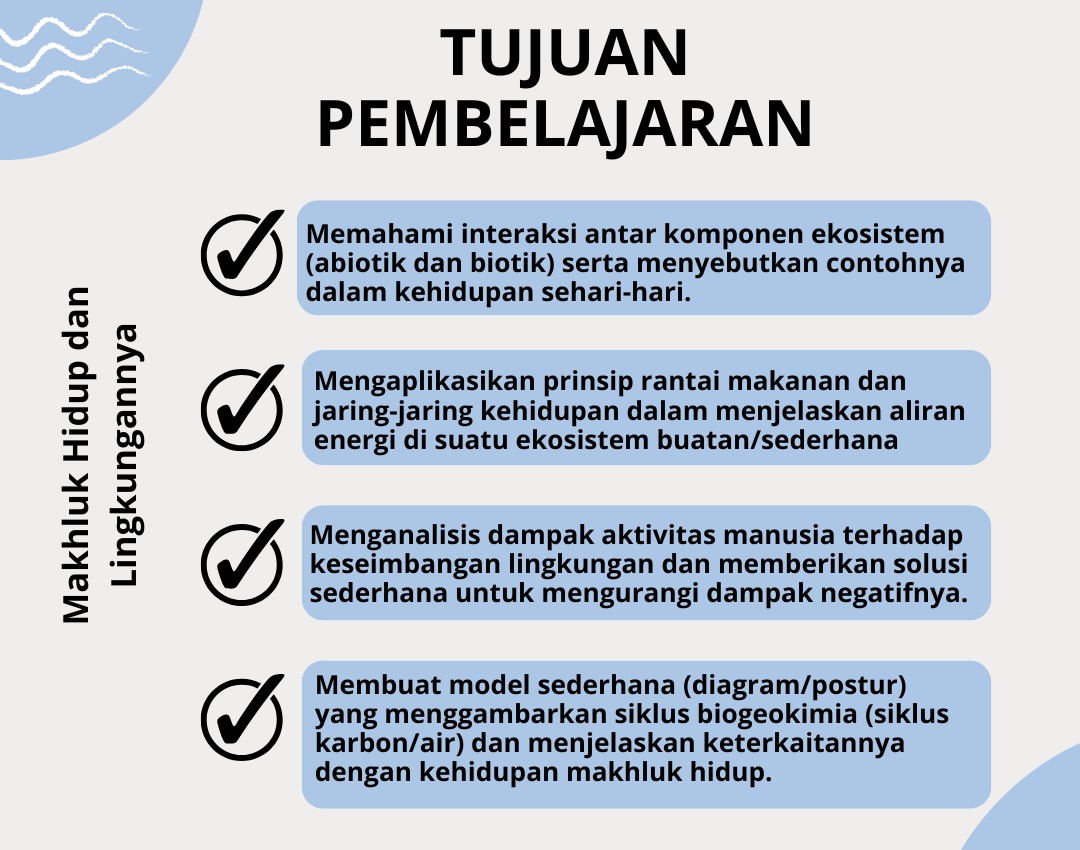 TUJUAN
PEMBELAJARAN
Makhluk Hidup dan
Lingkungannya
Memahami interaksi antar komponen ekosistem
(abiotik dan biotik) serta menyebutkan contohnya
dalam kehidupan sehari-hari.
Mengaplikasikan prinsip rantai makanan dan
jaring-jaring kehidupan dalam menjelaskan aliran
energi di suatu ekosistem buatan/sederhana
Menganalisis dampak aktivitas manusia terhadap
keseimbangan lingkungan dan memberikan solusi
sederhana untuk mengurangi dampak negatifnya.
Membuat model sederhana (diagram/postur)
yang menggambarkan siklus biogeokimia (siklus
karbon/air) dan menjelaskan keterkaitannya
dengan kehidupan makhluk hidup.